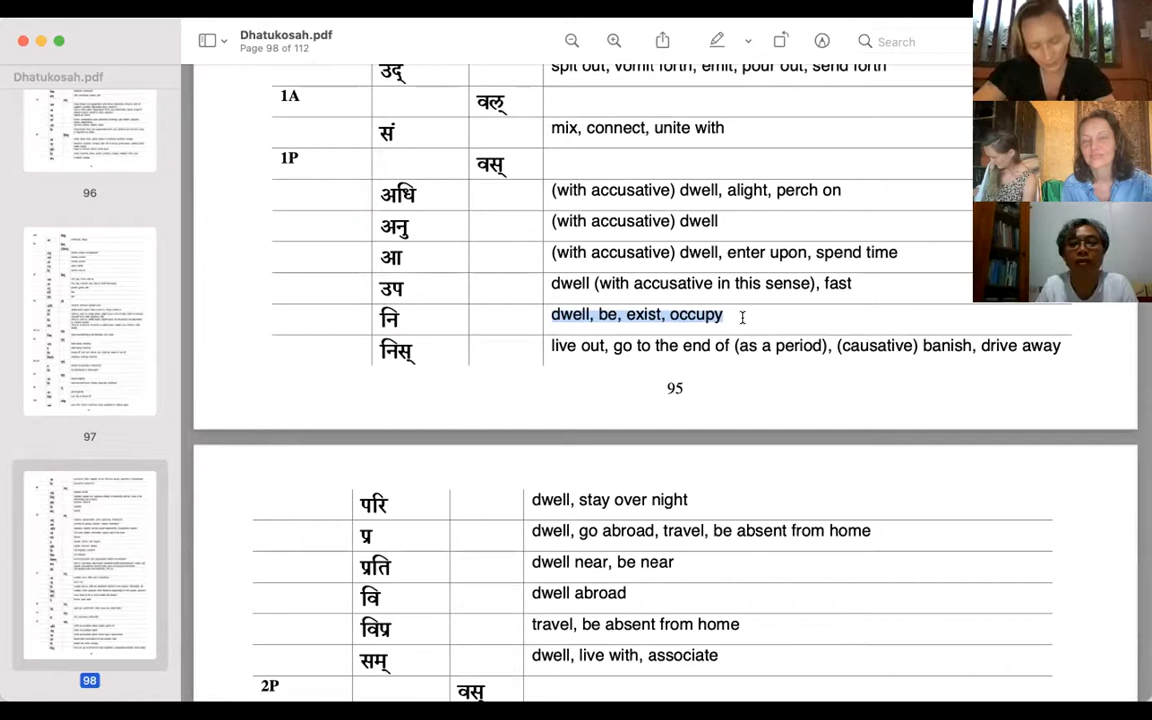 Dhatukosah.pdf
Page 98 of 112
Search
Dhatukosah.pdf
96
97
98
उद् spit out, vomit forth, emit, pour out, send forth
1A वल्
सं mix, connect, unite with
1P वस्
अधि (with accusative) dwell, alight, perch on
अनु (with accusative) dwell
आ (with accusative) dwell, enter upon, spend time
उप dwell (with accusative in this sense), fast
नि dwell, be, exist, occupy
निस् live out, go to the end of (as a period), (causative) banish, drive away
95
परि dwell, stay over night
प्र dwell, go abroad, travel, be absent from home
प्रति dwell near, be near
वि dwell abroad
विप्र travel, be absent from home
सम् dwell, live with, associate
2P वस्